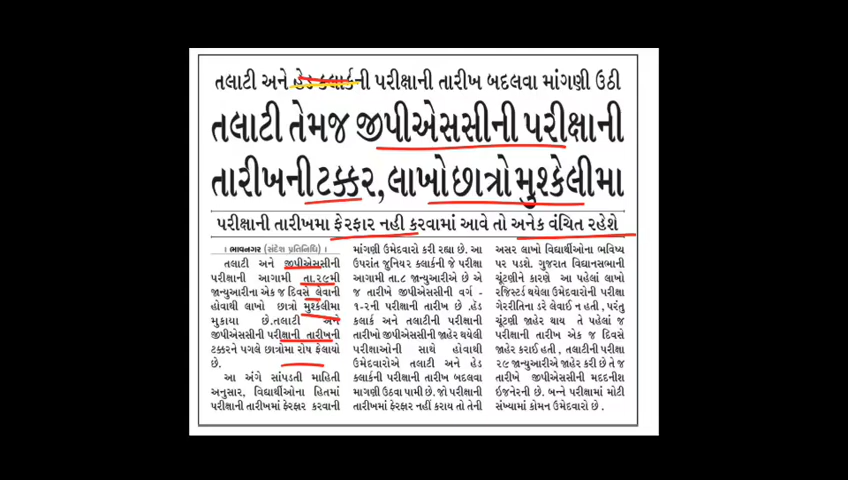 તલાટી અને હેડ કલાર્કની પરીક્ષાની તારીખ બદલવા માંગણી ઉઠી
તલાટી તેમજ જીપીએસસીની પરીક્ષાની
તારીખની ટક્કર, લાખો છાત્રો મુશ્કેલીમા
પરીક્ષાની તારીખમા ફેરફાર નહી કરવામાં આવે તો અનેક વંચિત રહેશે
। ભાવનગર (સંદેશ પ્રતિનિધિ) ।
તલાટી અને જીપીએસસીની
પરીક્ષાની આગામી તા.૨૯મી
જાન્યુઆરીના એક જ દિવસે લેવાની
હોવાથી લાખો છાત્રો મુશ્કેલીમા
મુકાયા છે.તલાટી અને
જીપીએસસીની પરીક્ષાની તારીખની
ટક્કરને પગલે છાત્રોમા રોષ ફેલાયો
છે.
આ અંગે સાંપડતી માહિતી
અનુસાર, વિદ્યાર્થીઓના હિતમાં
પરીક્ષાની તારીખમાં ફેરફાર કરવાની
માંગણી ઉમેદવારો કરી રહ્યા છે. આ
ઉપરાંત જુનિયર ક્લાર્કની જે પરીક્ષા
આગામી તા.૮ જાન્યુઆરીએ છે એ
જ તારીખે જીપીએસસીની વર્ગ -
૧-૨ની પરીક્ષાની તારીખ છે .હેડ
કલાર્ક અને તલાટીની પરીક્ષાની
તારીખો જીપીએસસીની જાહેર થયેલી
પરીક્ષાઓની સાથે હોવાથી
ઉમેદવારોએ તલાટી અને હેડ
ક્લાર્કની પરીક્ષાની તારીખ બદલવા
માગણી ઉઠવા પામી છે. જો પરીક્ષાની
તારીખમાં ફેરફાર નહીં કરાય તો તેની
અસર લાખો વિદ્યાર્થીઓના ભવિષ્ય
પર પડશે. ગુજરાત વિધાનસભાની
ચૂંટણીને કારણે આ પહેલાં લાખો
રજિસ્ટર્ડ થયેલા ઉમેદવારોની પરીક્ષા
ગેરરીતિના ડરે લેવાઈ ન હતી , પરંતુ
ચૂંટણી જાહેર થાય તે પહેલાં જ
પરીક્ષાની તારીખ એક જ દિવસે
જાહેર કરાઈ હતી , તલાટીની પરીક્ષા
૨૯ જાન્યુઆરીએ જાહેર કરી છે તે જ
તારીખે જીપીએસસીની મદદનીશ
ઇજનેરની છે. બન્ને પરીક્ષામાં મોટી
સંખ્યામાં કોમન ઉમેદવારો છે .